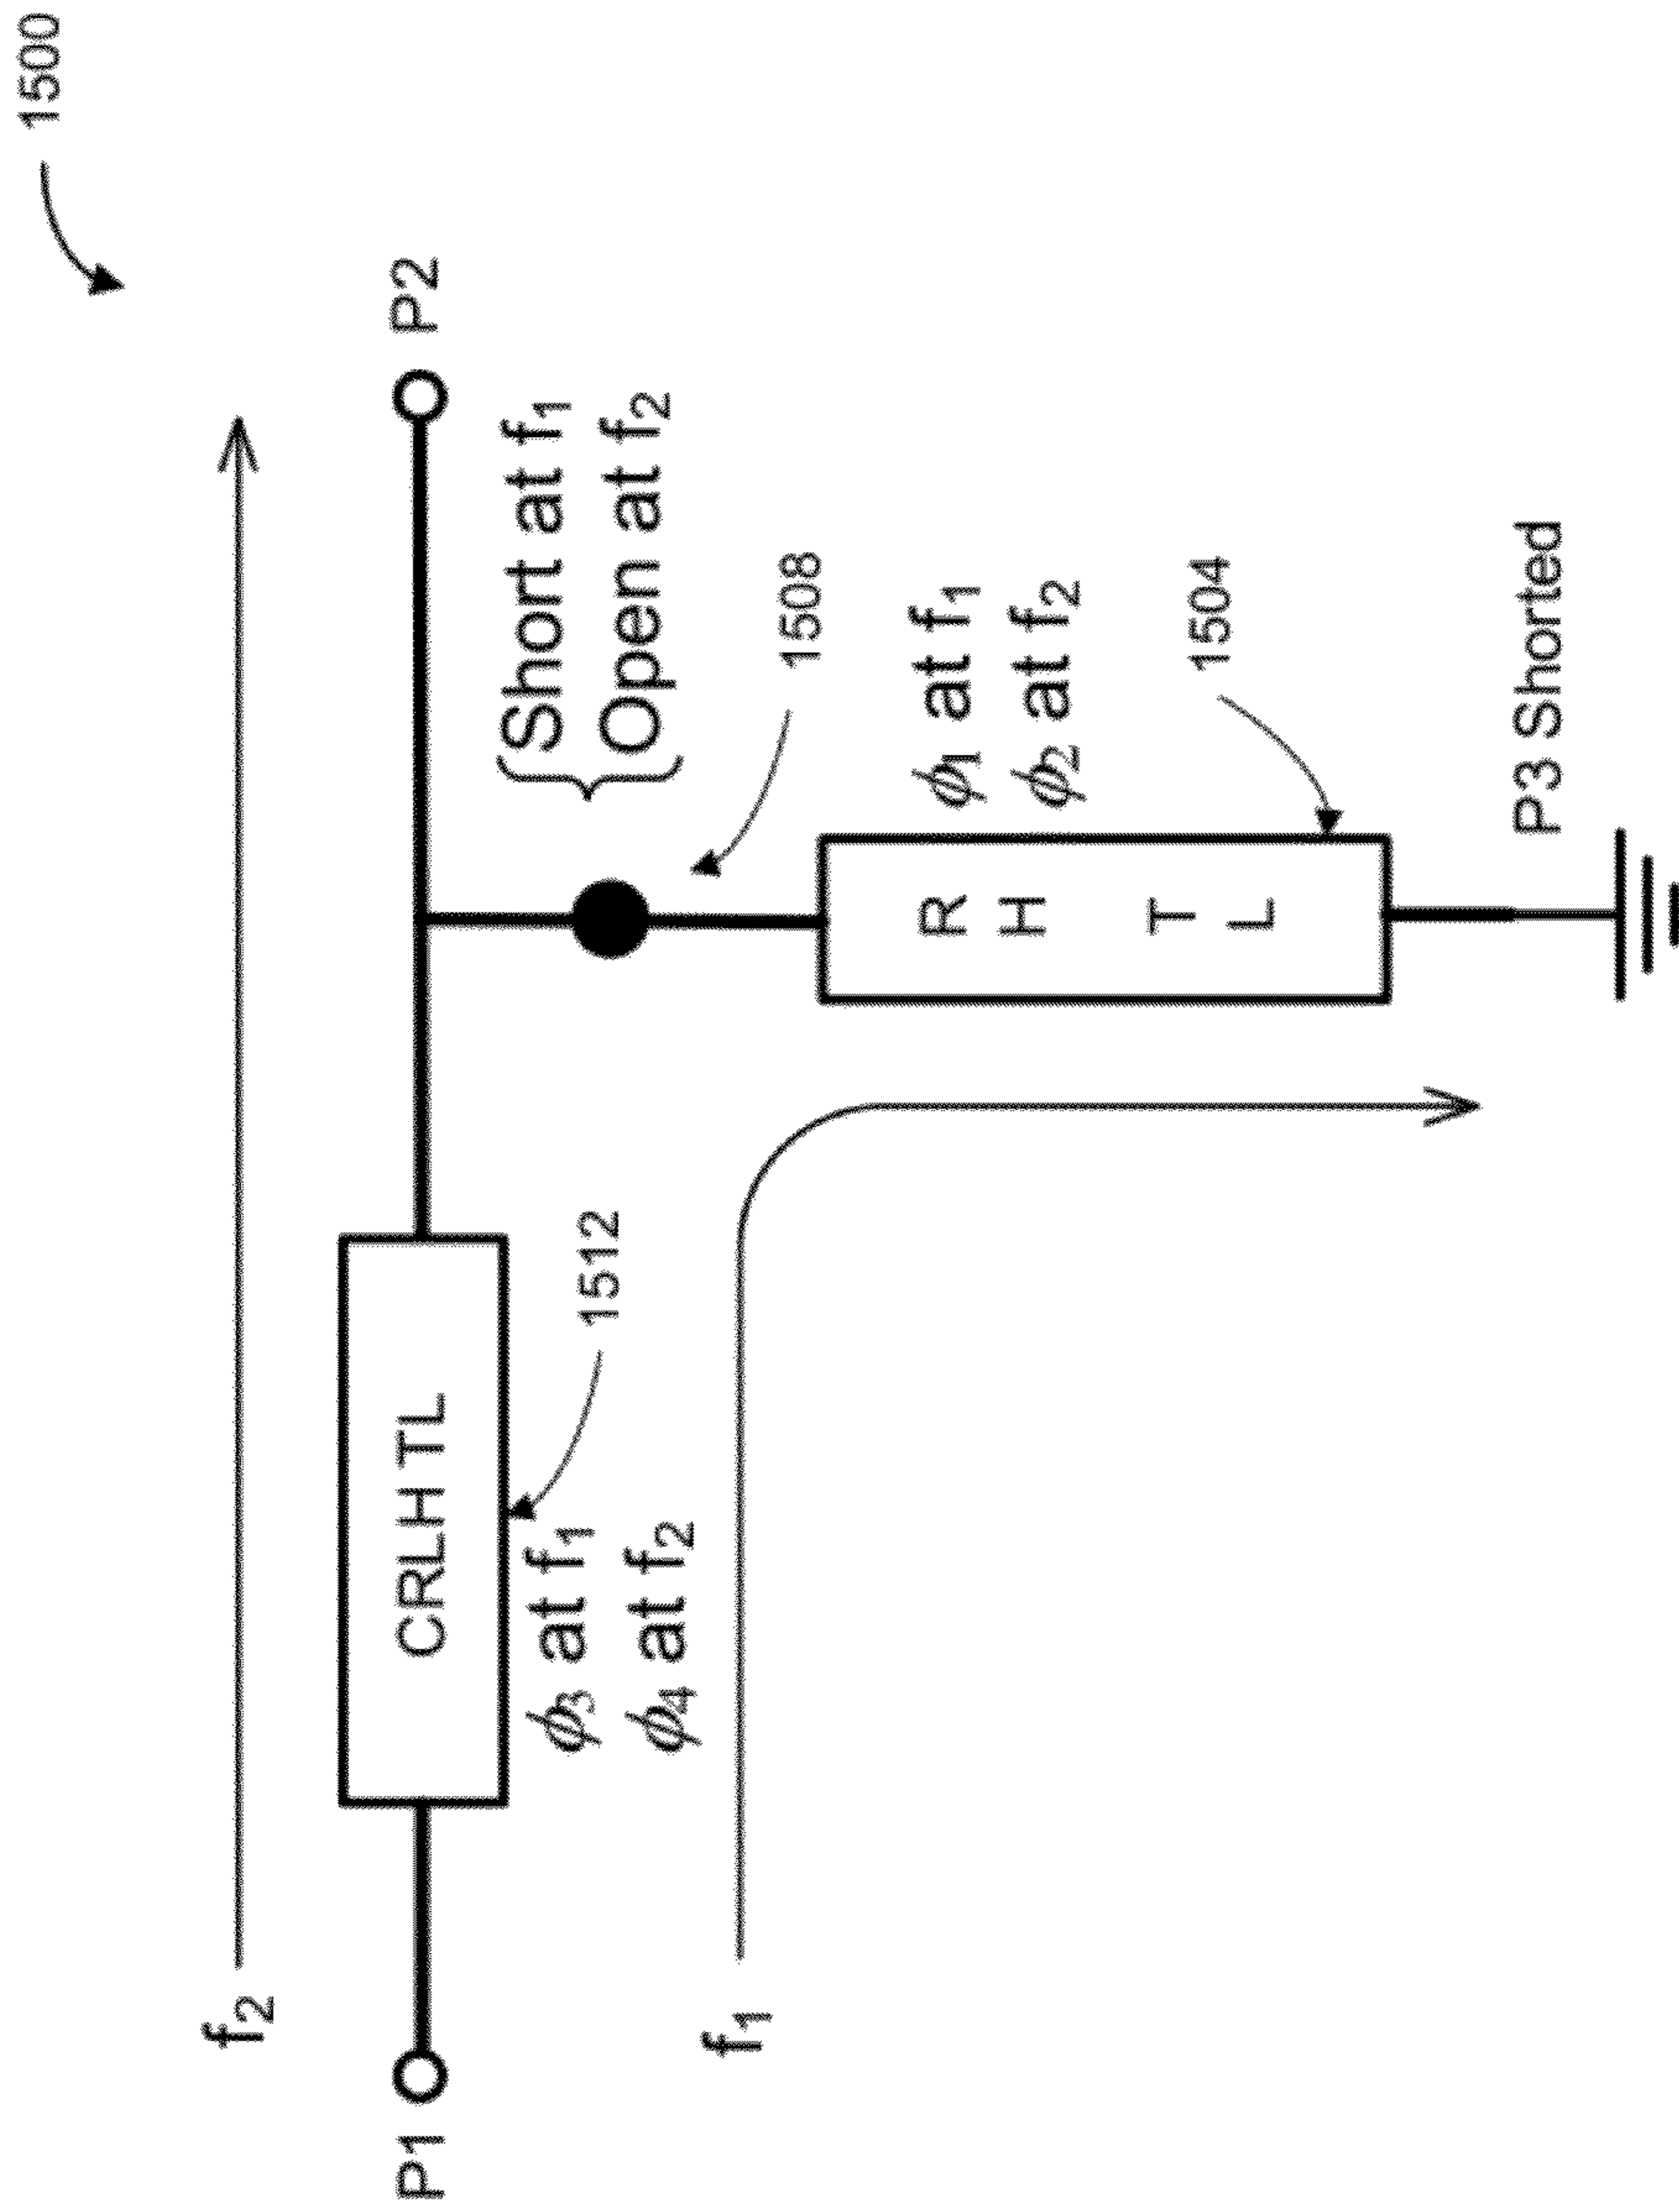 1500
f2
P1
CRLH TL
P2
Short at f1
Open at f2
1508
1512
ϕ3 at f1
ϕ4 at f2
ϕ1 at f1
ϕ2 at f2
R
H
T
L
1504
f1
P3 Shorted